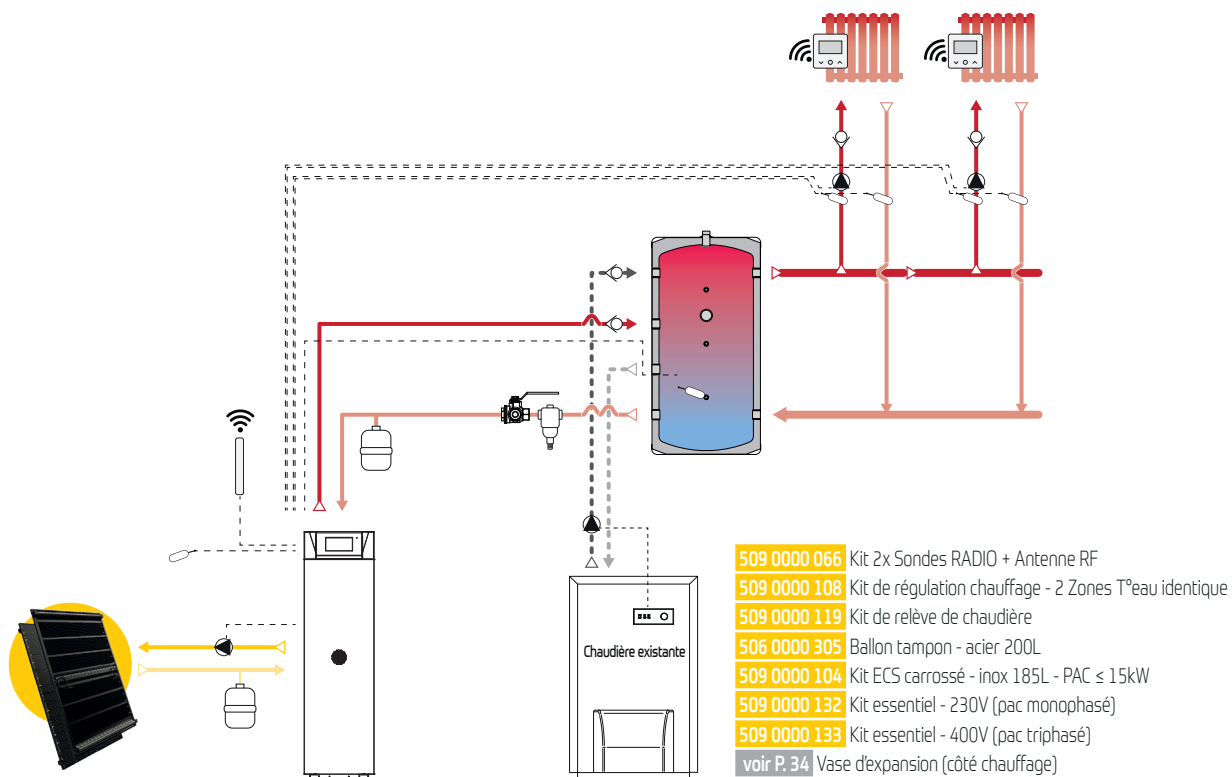 Chaudière existante
509 0000 066 Kit 2x Sondes RADIO + Antenne RF
509 0000 108 Kit de régulation chauffage - 2 Zones T°eau identique
509 0000 119 Kit de relève de chaudière
506 0000 305 Ballon tampon - acier 200L
509 0000 104 Kit ECS carrossé - inox 185L - PAC ≤ 15kW
509 0000 132 Kit essentiel - 230V (pac monophasé)
509 0000 133 Kit essentiel - 400V (pac triphasé)
voir P. 34 Vase d'expansion (côté chauffage)